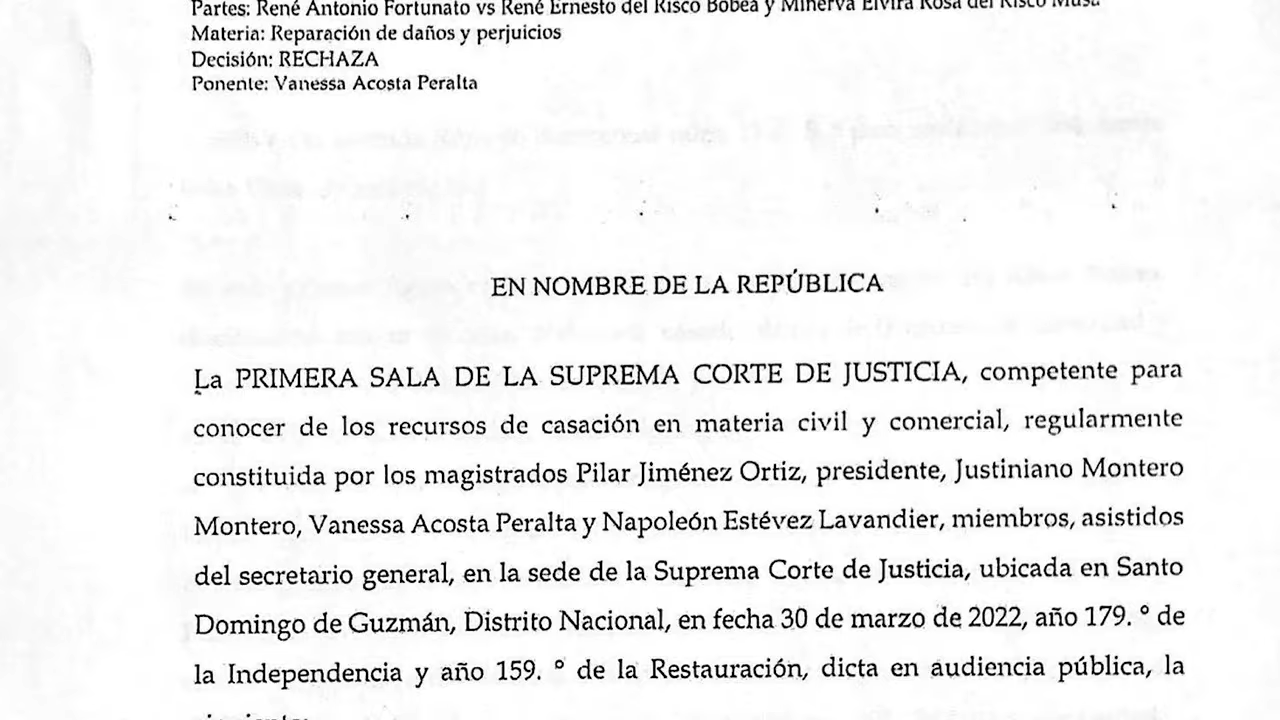 Partes: René Antonio Fortunato vs René Ernesto del Risco Bobea y Minerva Elvira Rosa del Risco Musa
Materia: Reparación de daños y perjuicios
Decisión: RECHAZA
Ponente: Vanessa Acosta Peralta
EN NOMBRE DE LA REPÚBLICA
La PRIMERA SALA DE LA SUPREMA CORTE DE JUSTICIA, competente para
conocer de los recursos de casación en materia civil y comercial, regularmente
constituida por los magistrados Pilar Jiménez Ortiz, presidente, Justiniano Montero
Montero, Vanessa Acosta Peralta y Napoleón Estévez Lavandier, miembros, asistidos
del secretario general, en la sede de la Suprema Corte de Justicia, ubicada en Santo
Domingo de Guzmán, Distrito Nacional, en fecha 30 de marzo de 2022, año 179. ° de
la Independencia y año 159. ° de la Restauración, dicta en audiencia pública, la